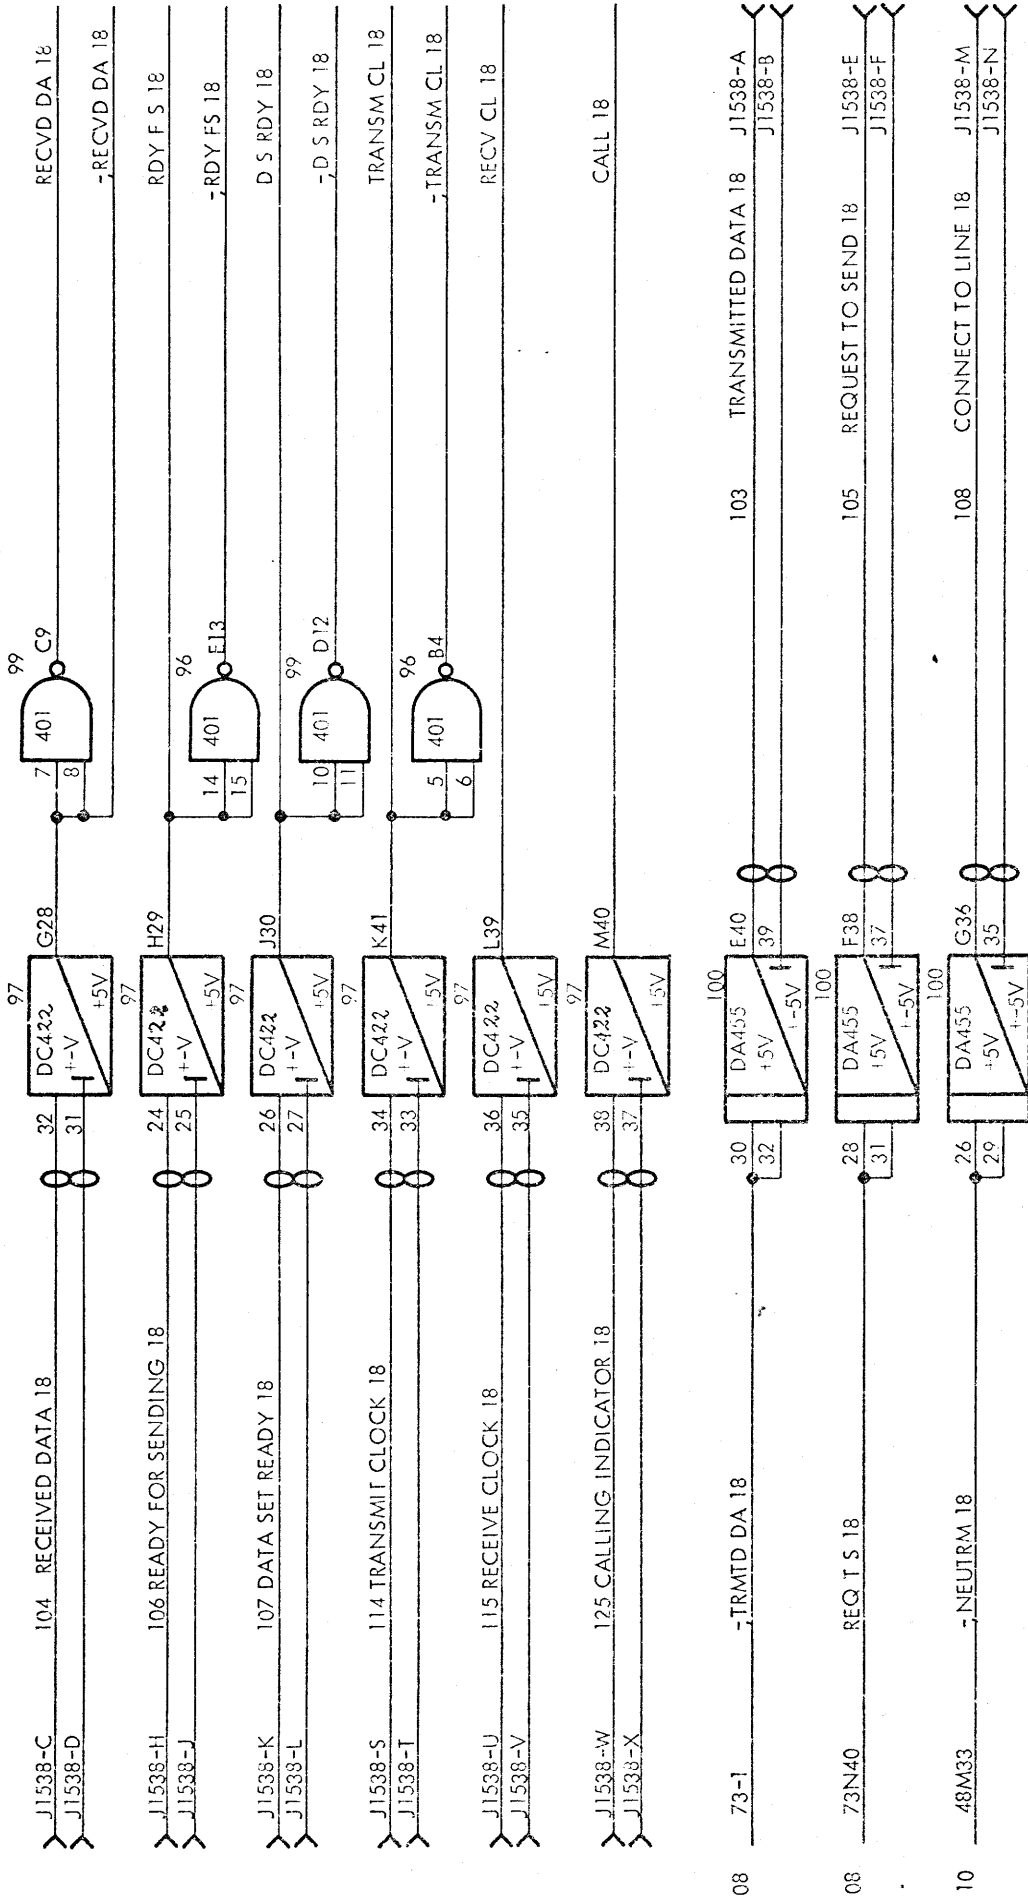 J1538-C 104 RECEIVED DATA 18 32 97 DC422 G28 7 401 99 C9 RECVD DA 18
J1538-D 31 +-V +5V 8 -,RECVD DA 18
J1538-H 106 READY FOR SENDING 18 24 97 DC422 H29 RDY F S 18
J1538-J 25 +-V +5V 14 401 96 E13 -,RDY FS 18
15
J1538-K 107 DATA SET READY 18 26 97 DC422 J30 D S RDY 18
J1538-L 27 +-V +5V 10 401 99 D12 -,D S RDY 18
11
J1538-S 114 TRANSMIT CLOCK 18 34 97 DC422 K41 TRANSM CL 18
J1538-T 33 +-V +5V 5 401 96 B4 -,TRANSM CL 18
6
J1538-U 115 RECEIVE CLOCK 18 36 97 DC422 L39 RECV CL 18
J1538-V 35 +-V +5V
J1538-W 125 CALLING INDICATOR 18 38 97 DC422 M40 CALL 18
J1538-X 37 +-V +5V
08 73-1 -,TRMTD DA 18 30 100 DA455 E40 103 TRANSMITTED DATA 18 J1538-A
32 +5V +-5V 39 J1538-B
08 73N40 REQ T S 18 28 100 DA455 F38 105 REQUEST TO SEND 18 J1538-E
31 +5V +-5V 37 J1538-F
10 48M33 -,NEUTRM 18 26 100 DA455 G36 108 CONNECT TO LINE 18 J1538-M
29 +5V +-5V 35 J1538-N